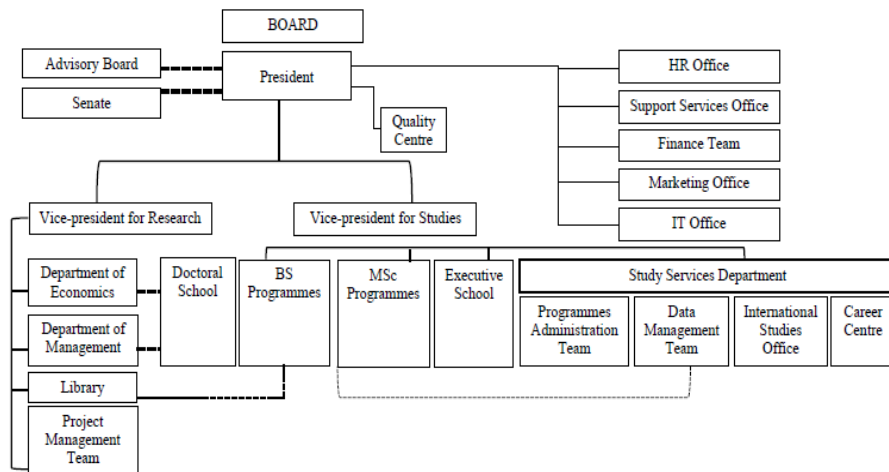 BOARD
Advisory Board
President
HR Office
Senate
Support Services Office
Quality
Centre
Finance Team
Marketing Office
Vice-president for Research
Vice-president for Studies
IT Office
Department of
Economics
Doctoral
School
BS
Programmes
MSc
Programmes
Executive
School
Study Services Department
Programmes
Administration
Team
Data
Management
Team
International
Studies
Office
Career
Centre
Department of
Management
Library
Project
Management
Team